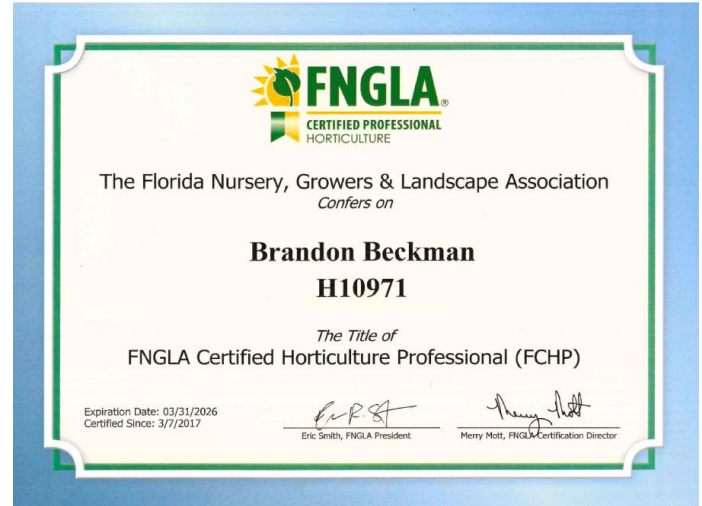 FNGLA®
CERTIFIED PROFESSIONAL
HORTICULTURE
The Florida Nursery, Growers & Landscape Association
Confers on
Brandon Beckman
H10971
The Title of
FNGLA Certified Horticulture Professional (FCHP)
Expiration Date: 03/31/2026
Certified Since: 3/7/2017
Eric Smith, FNGLA President
Merry Mott, FNGLA Certification Director